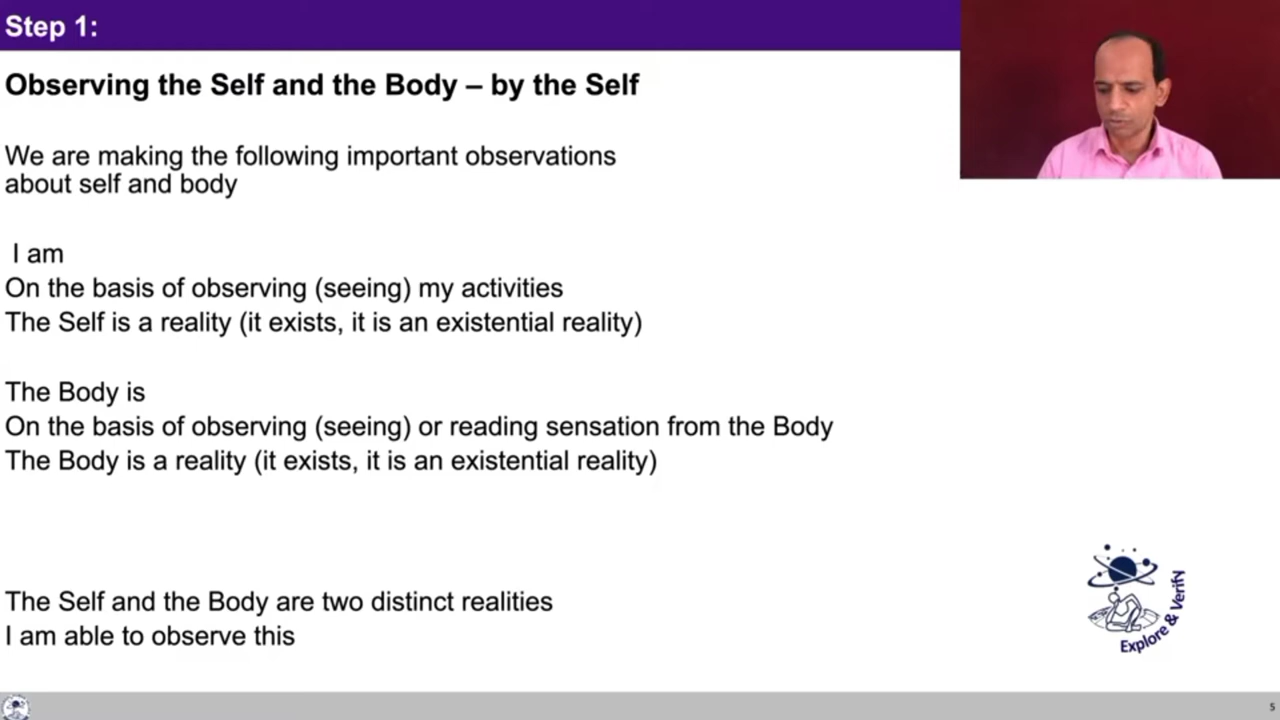 Step 1:
Observing the Self and the Body – by the Self
We are making the following important observations
about self and body
I am
On the basis of observing (seeing) my activities
The Self is a reality (it exists, it is an existential reality)
The Body is
On the basis of observing (seeing) or reading sensation from the Body
The Body is a reality (it exists, it is an existential reality)
The Self and the Body are two distinct realities
I am able to observe this
Explore & Verify
5